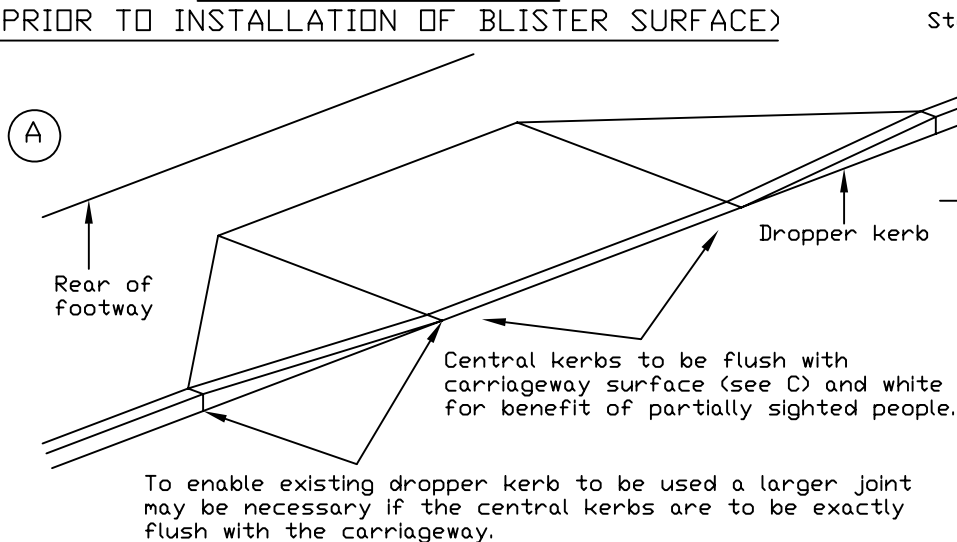 PRIOR TO INSTALLATION OF BLISTER SURFACE)
St
A
Dropper kerb
Rear of
footway
Central kerbs to be flush with
carriageway surface (see C) and white
for benefit of partially sighted people.
To enable existing dropper kerb to be used a larger joint
may be necessary if the central kerbs are to be exactly
flush with the carriageway.